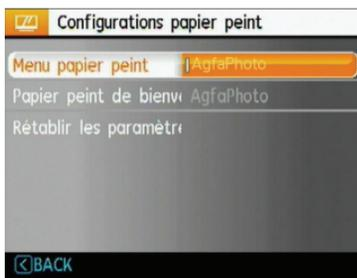 Configurations papier peint
Menu papier peint AgfaPhoto
Papier peint de bienv AgfaPhoto
Rétablir les paramètr
BACK